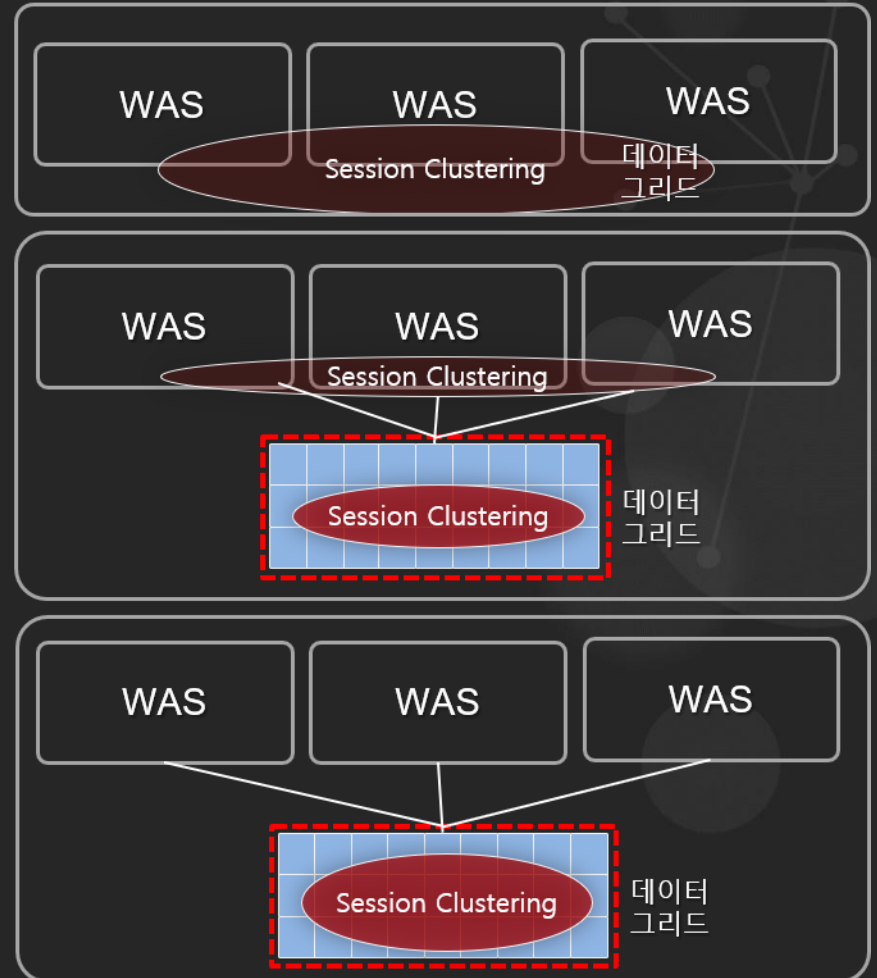 WAS
WAS
WAS
Session Clustering
데이터
그리드
WAS
WAS
WAS
Session Clustering
Session Clustering
데이터
그리드
WAS
WAS
WAS
Session Clustering
데이터
그리드